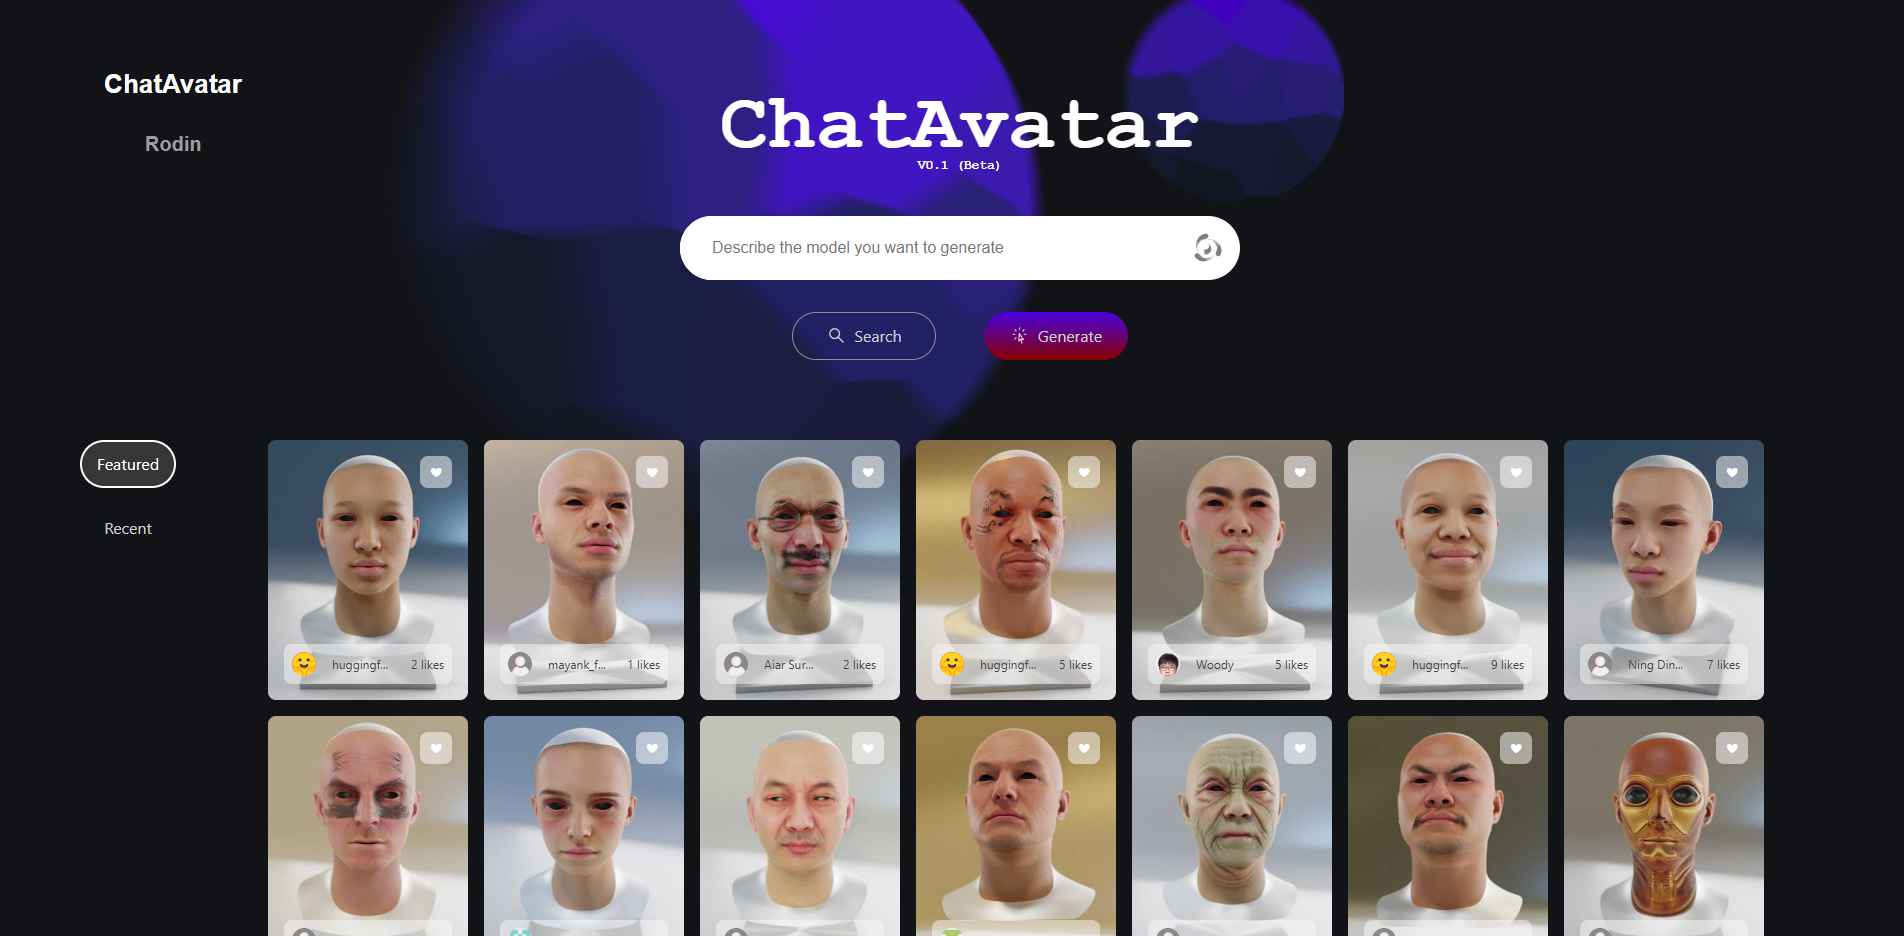 ChatAvatar
Rodin
ChatAvatar
V0.1 (Beta)
Describe the model you want to generate
Search
Generate
Featured
Recent
huggingf... 2 likes
mayank_f... 1 likes
Aiar Sur... 2 likes
huggingf... 5 likes
Woody 5 likes
huggingf... 9 likes
Ning Din... 7 likes